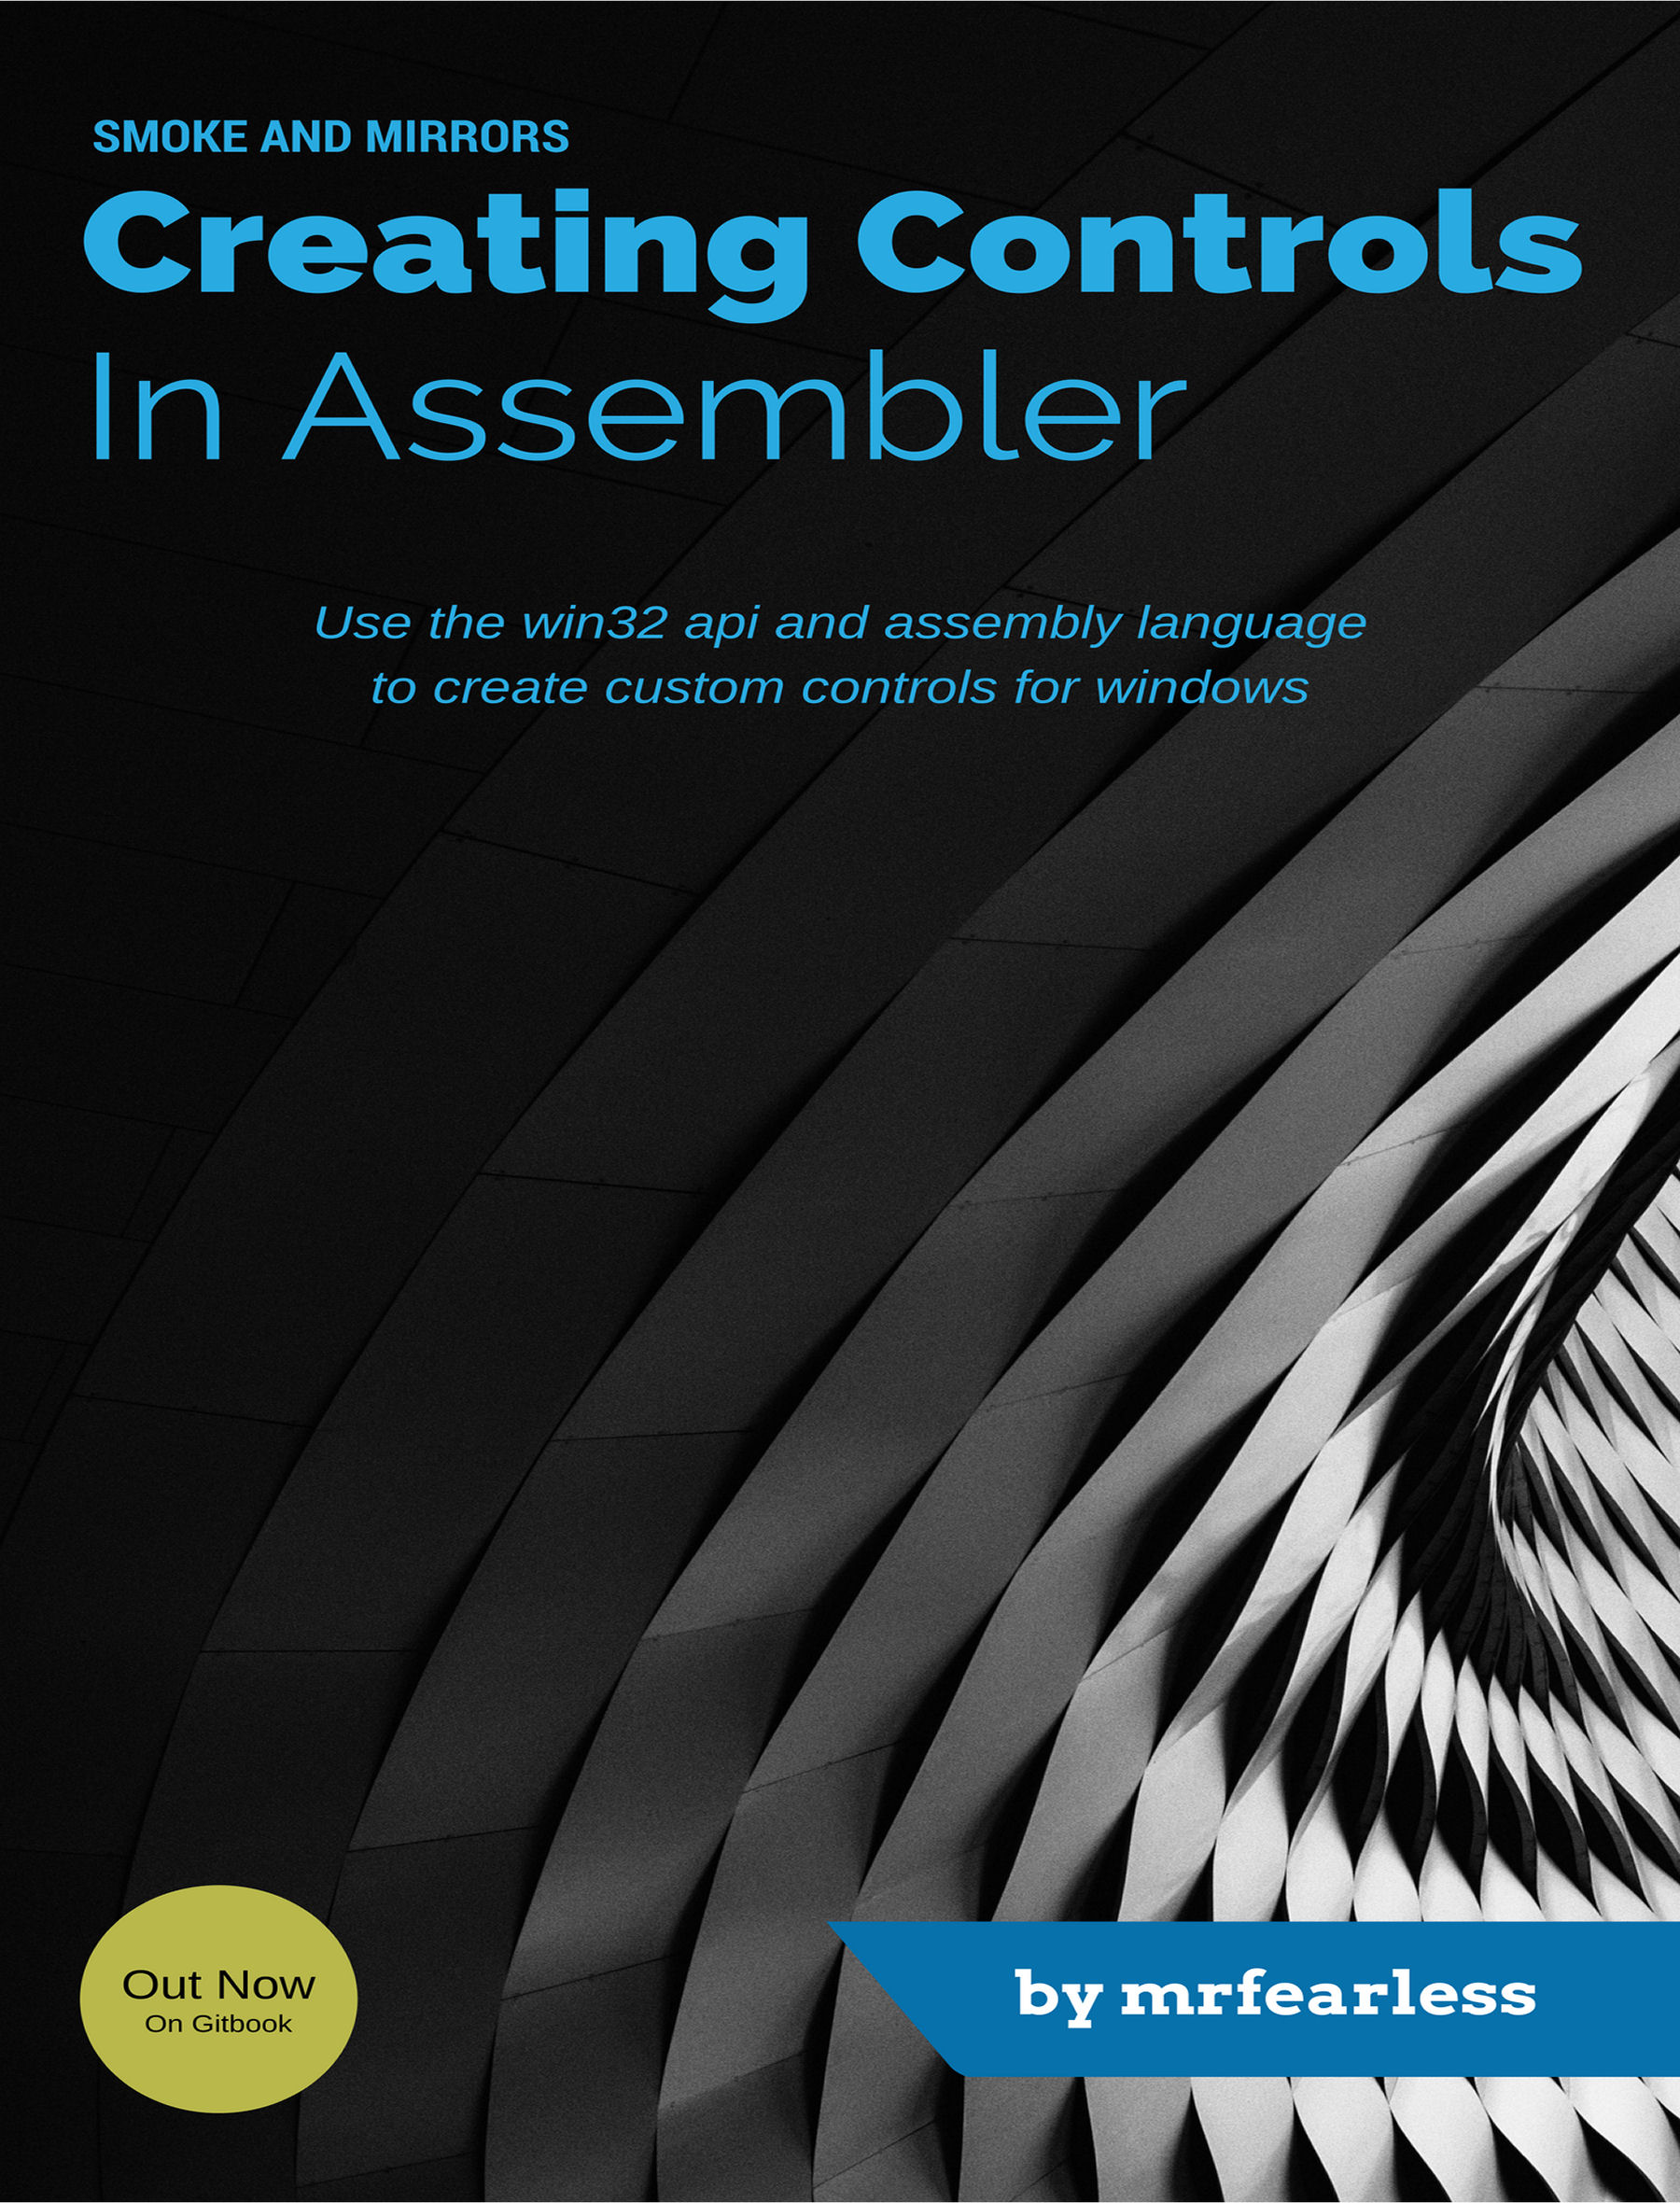 SMOKE AND MIRRORS
Creating Controls
In Assembler
Use the win32 api and assembly language
to create custom controls for windows
Out Now
On Gitbook
by mrfearless